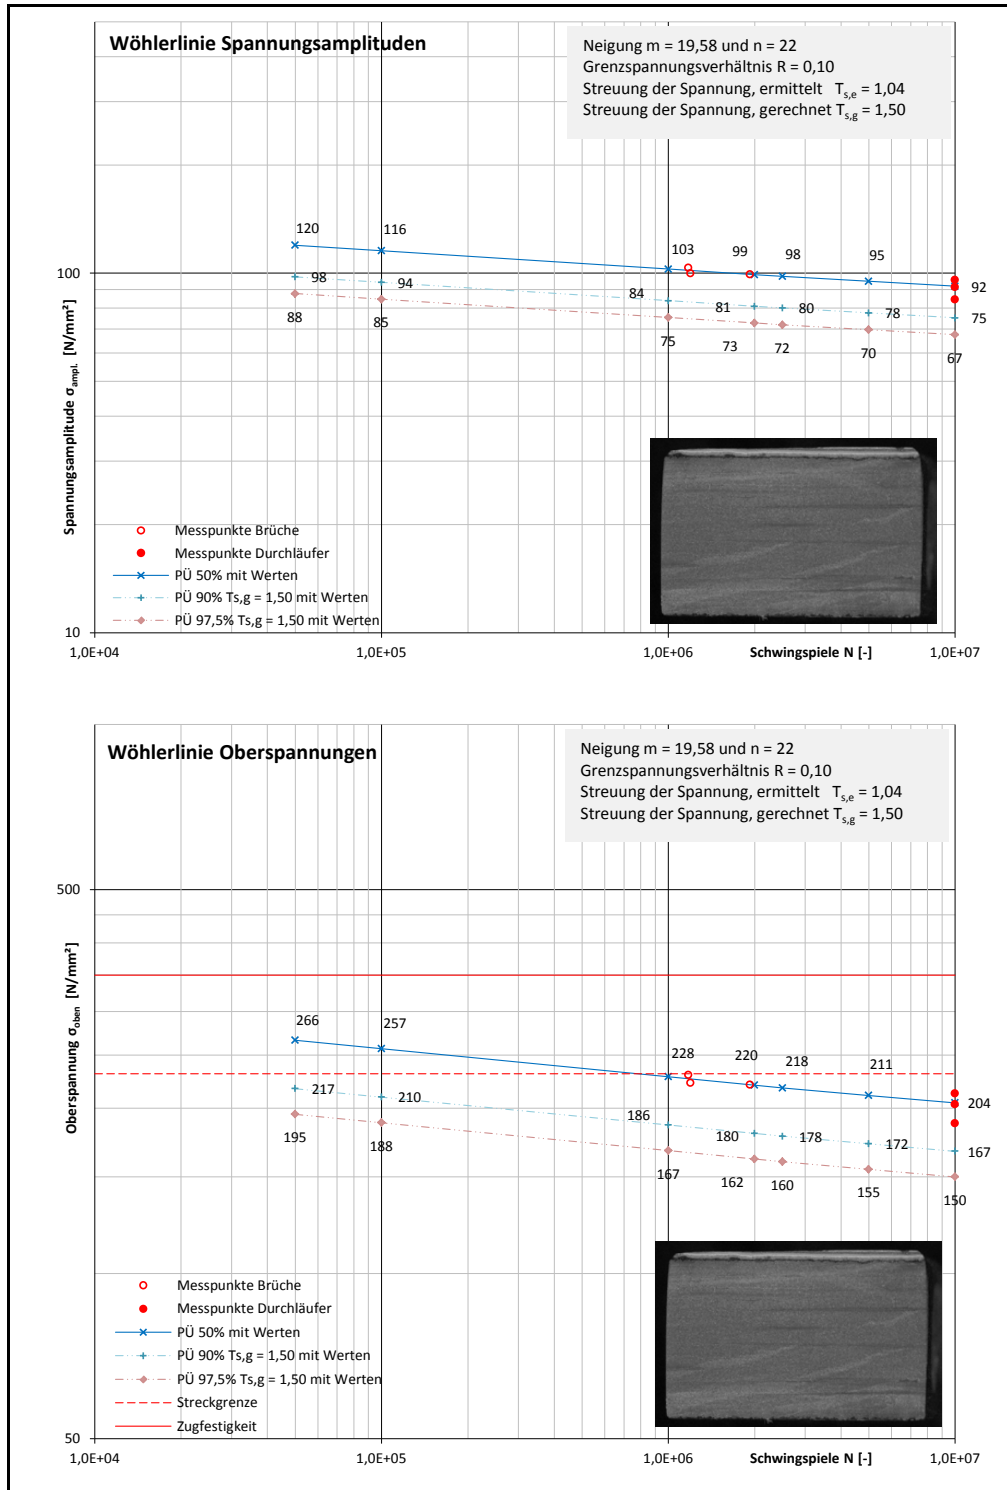 Wöhlerlinie Spannungsamplituden
Neigung m = 19,58 und n = 22
Grenzspannungsverhältnis R = 0,10
Streuung der Spannung, ermittelt Ts,e = 1,04
Streuung der Spannung, gerechnet Ts,g = 1,50
Spannungsamplitude σampl. [N/mm²]
100
10
120
116
103
99
98
95
92
98
94
84
81
80
78
75
88
85
75
73
72
70
67
Messpunkte Brüche
Messpunkte Durchläufer
PÜ 50% mit Werten
PÜ 90% Ts,g = 1,50 mit Werten
PÜ 97,5% Ts,g = 1,50 mit Werten
1,0E+04
1,0E+05
1,0E+06
Schwingspiele N [-]
1,0E+07
Wöhlerlinie Oberspannungen
Neigung m = 19,58 und n = 22
Grenzspannungsverhältnis R = 0,10
Streuung der Spannung, ermittelt Ts,e = 1,04
Streuung der Spannung, gerechnet Ts,g = 1,50
Oberspannung σoben [N/mm²]
500
50
266
257
228
220
218
211
204
217
210
186
180
178
172
167
195
188
167
162
160
155
150
Messpunkte Brüche
Messpunkte Durchläufer
PÜ 50% mit Werten
PÜ 90% Ts,g = 1,50 mit Werten
PÜ 97,5% Ts,g = 1,50 mit Werten
Streckgrenze
Zugfestigkeit
1,0E+04
1,0E+05
1,0E+06
Schwingspiele N [-]
1,0E+07